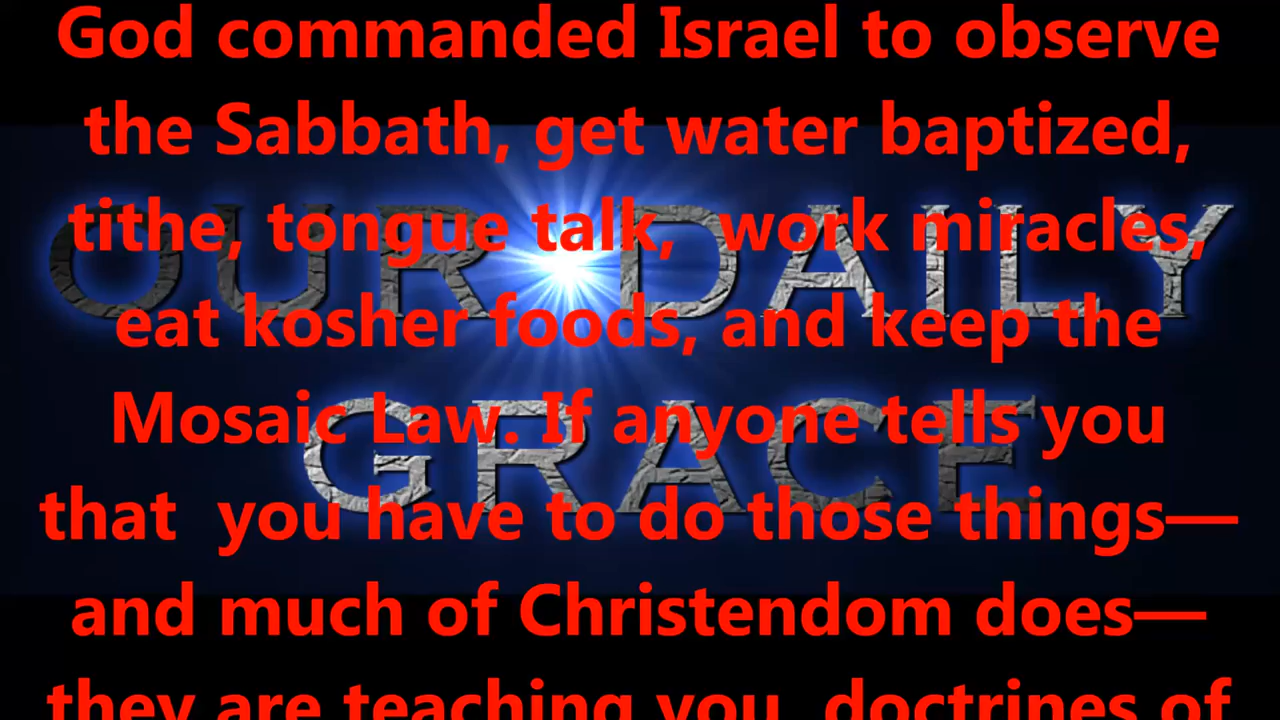 God commanded Israel to observe
the Sabbath, get water baptized,
tithe, tongue talk,  work miracles,
eat kosher foods, and keep the
Mosaic Law. If anyone tells you
that  you have to do those things—
and much of Christendom does—
they are teaching you  doctrines of
OUR DAILY
GRACE